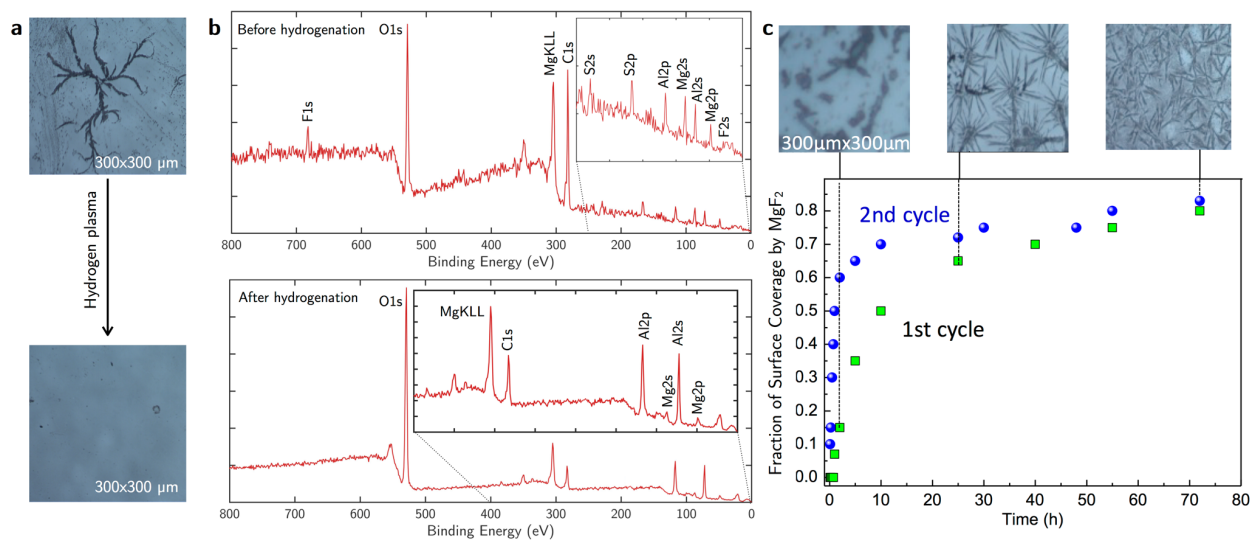 a
300x300 μm
Hydrogen plasma
300x300 μm
b
Before hydrogenation
O1s
F1s
MgKLL
C1s
S2s
S2p
Al2p
Mg2s
Al2s
Mg2p
F2s
800 700 600 500 400 300 200 100 0
Binding Energy (eV)
After hydrogenation
O1s
MgKLL
C1s
Al2p
Mg2s
Al2s
Mg2p
800 700 600 500 400 300 200 100 0
Binding Energy (eV)
c
300μmx300μm
2nd cycle
1st cycle
Fraction of Surface Coverage by MgF₂
0.8
0.7
0.6
0.5
0.4
0.3
0.2
0.1
0.0
0 10 20 30 40 50 60 70 80
Time (h)